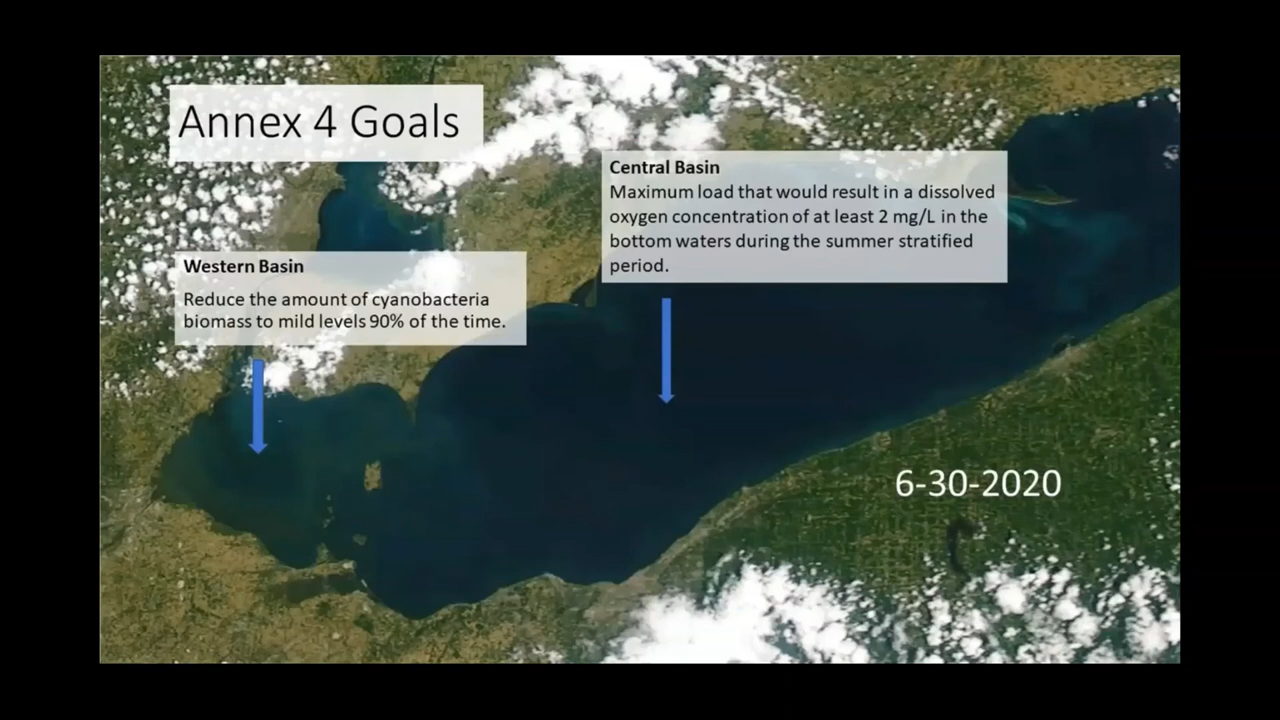 Annex 4 Goals
Central Basin
Maximum load that would result in a dissolved
oxygen concentration of at least 2 mg/L in the
bottom waters during the summer stratified
period.
Western Basin
Reduce the amount of cyanobacteria
biomass to mild levels 90% of the time.
6-30-2020